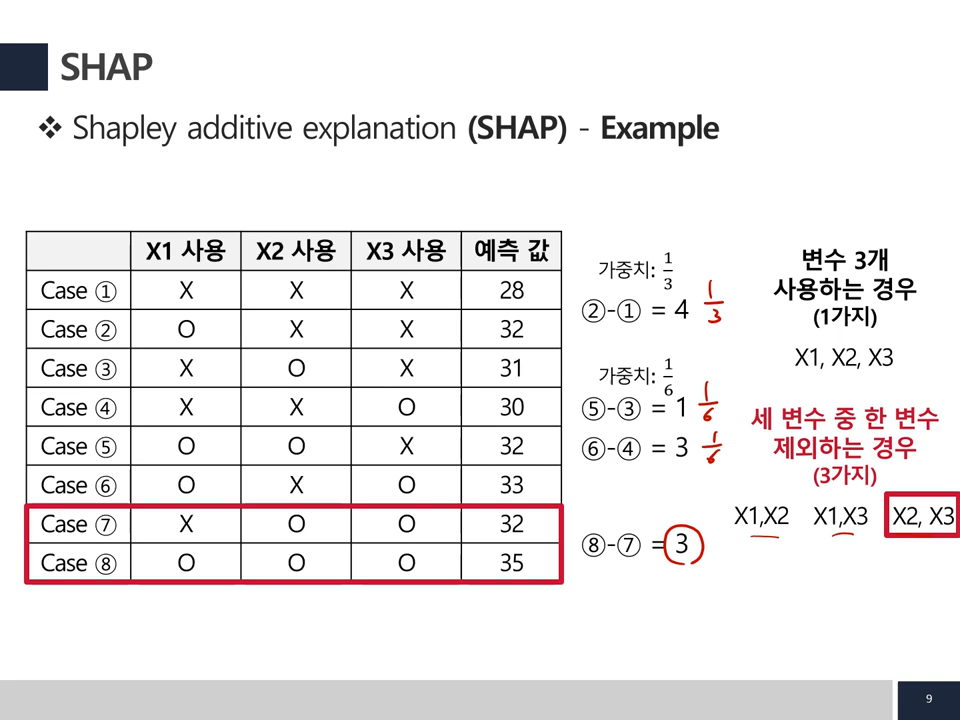 SHAP
❖ Shapley additive explanation (SHAP) - Example
X1 사용 X2 사용 X3 사용 예측 값
Case ① X X X 28
Case ② O X X 32
Case ③ X O X 31
Case ④ X X O 30
Case ⑤ O O X 32
Case ⑥ O X O 33
Case ⑦ X O O 32
Case ⑧ O O O 35
가중치: 1/3
②-① = 4 1/3
가중치: 1/6
⑤-③ = 1 1/6
⑥-④ = 3 1/6
⑧-⑦ = 3
변수 3개
사용하는 경우
(1가지)
X1, X2, X3
세 변수 중 한 변수
제외하는 경우
(3가지)
X1,X2 X1,X3 X2, X3
9